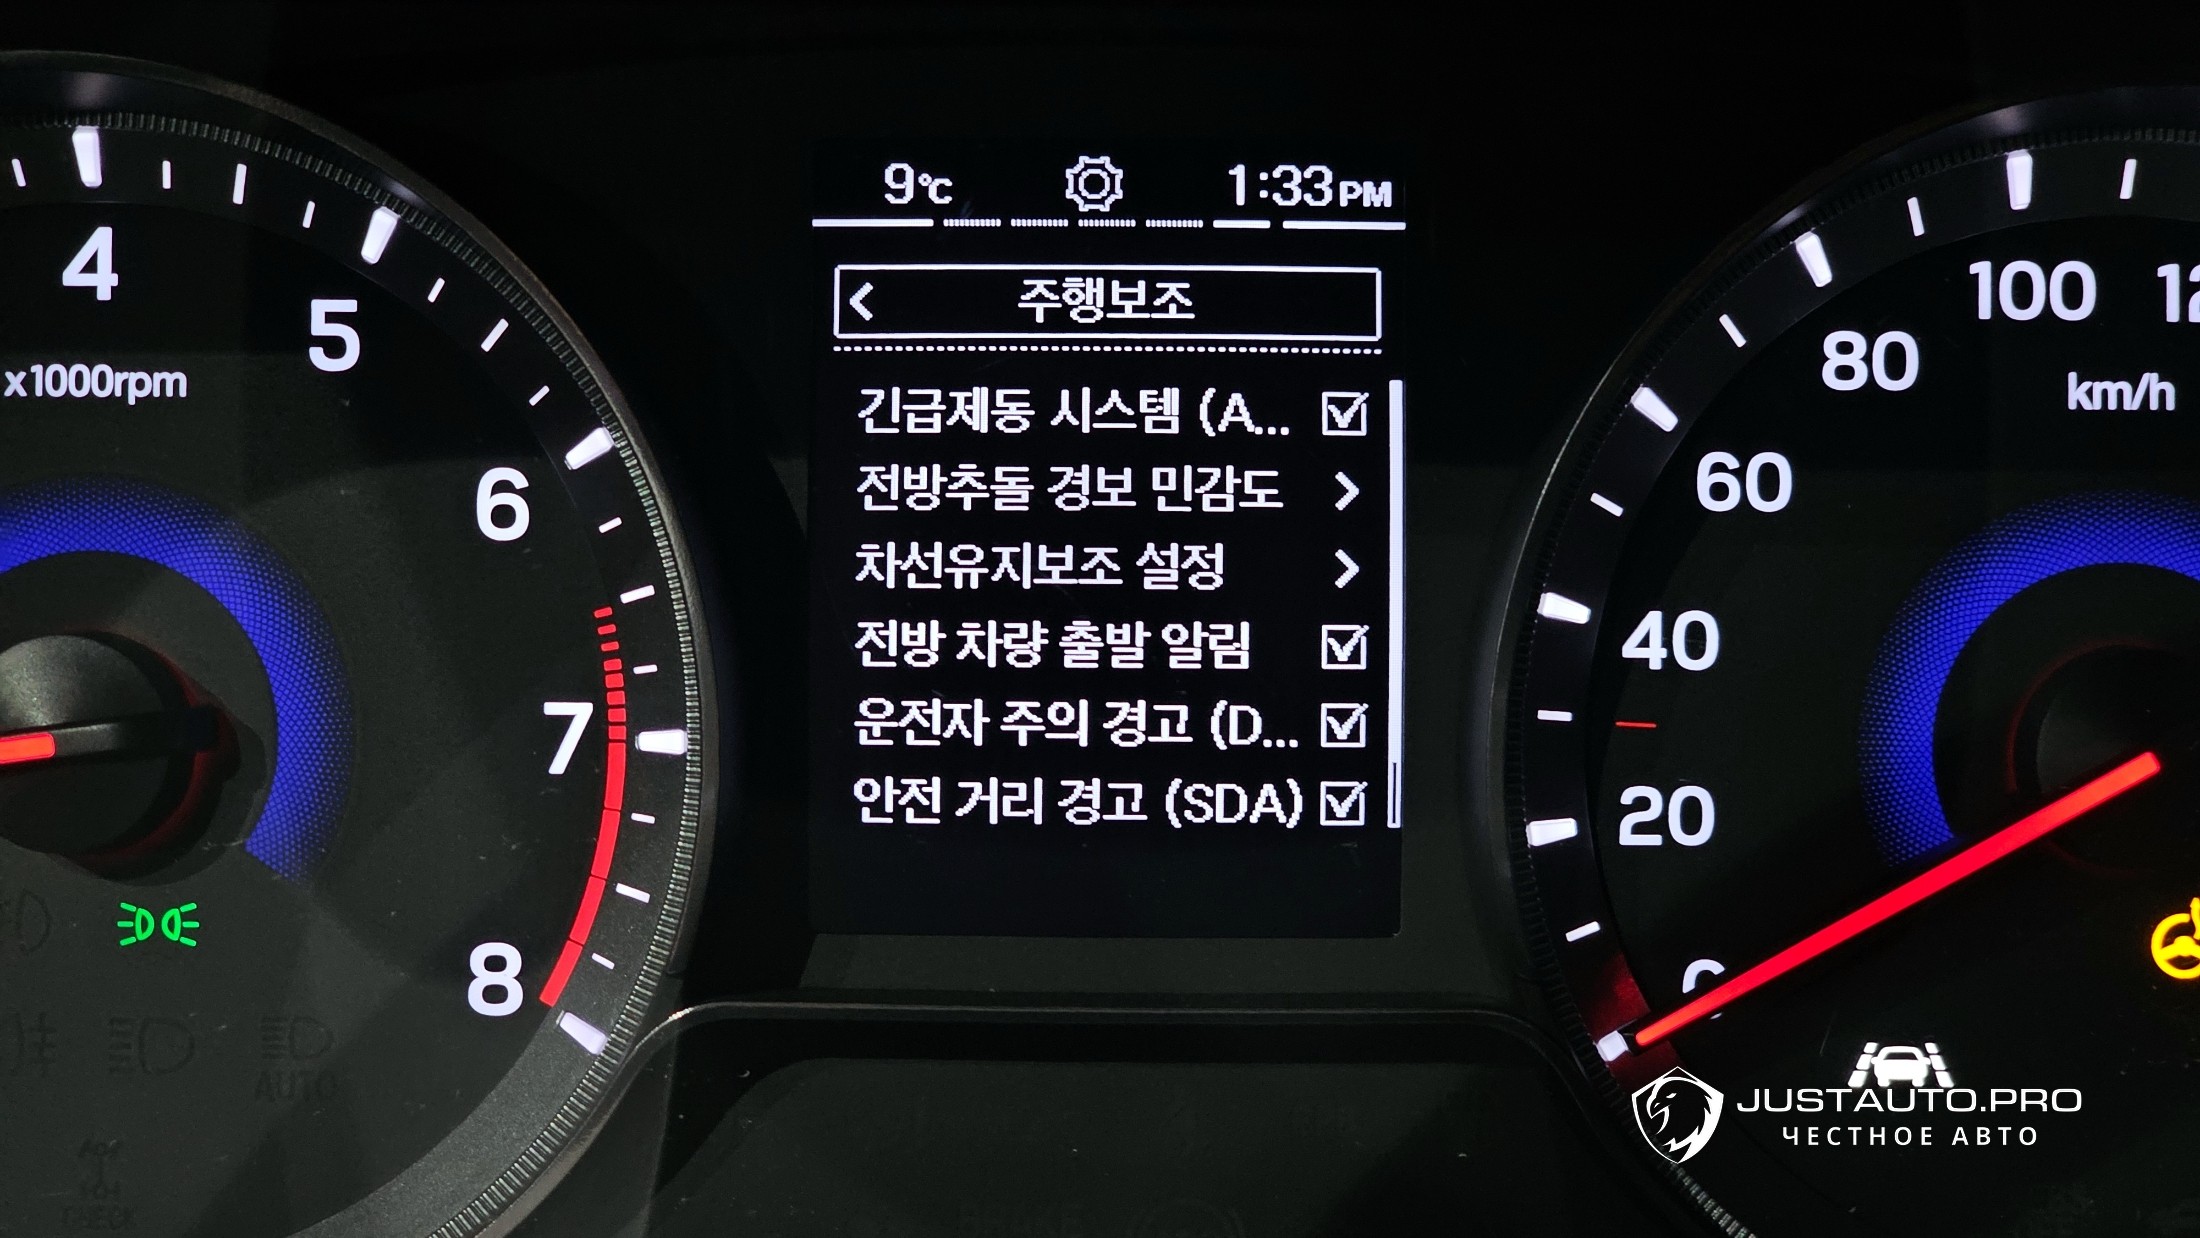 9℃ 1:33PM
주행보조
긴급제동 시스템 (A...
전방추돌 경보 민감도
차선유지보조 설정
전방 차량 출발 알림
운전자 주의 경고 (D...
안전 거리 경고 (SDA)
4
5
x1000rpm
6
7
8
AUTO
CHECK
100
80
km/h
60
40
20
0
JUSTAUTO.PRO
ЧЕСТНОЕ АВТО